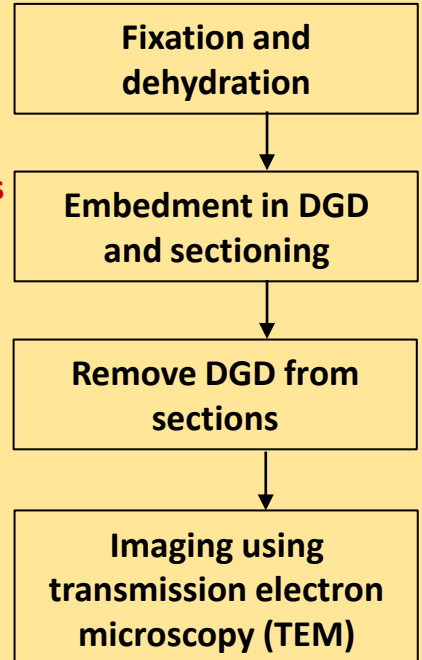 Fixation and
dehydration
s
Embedment in DGD
and sectioning
Remove DGD from
sections
Imaging using
transmission electron
microscopy (TEM)